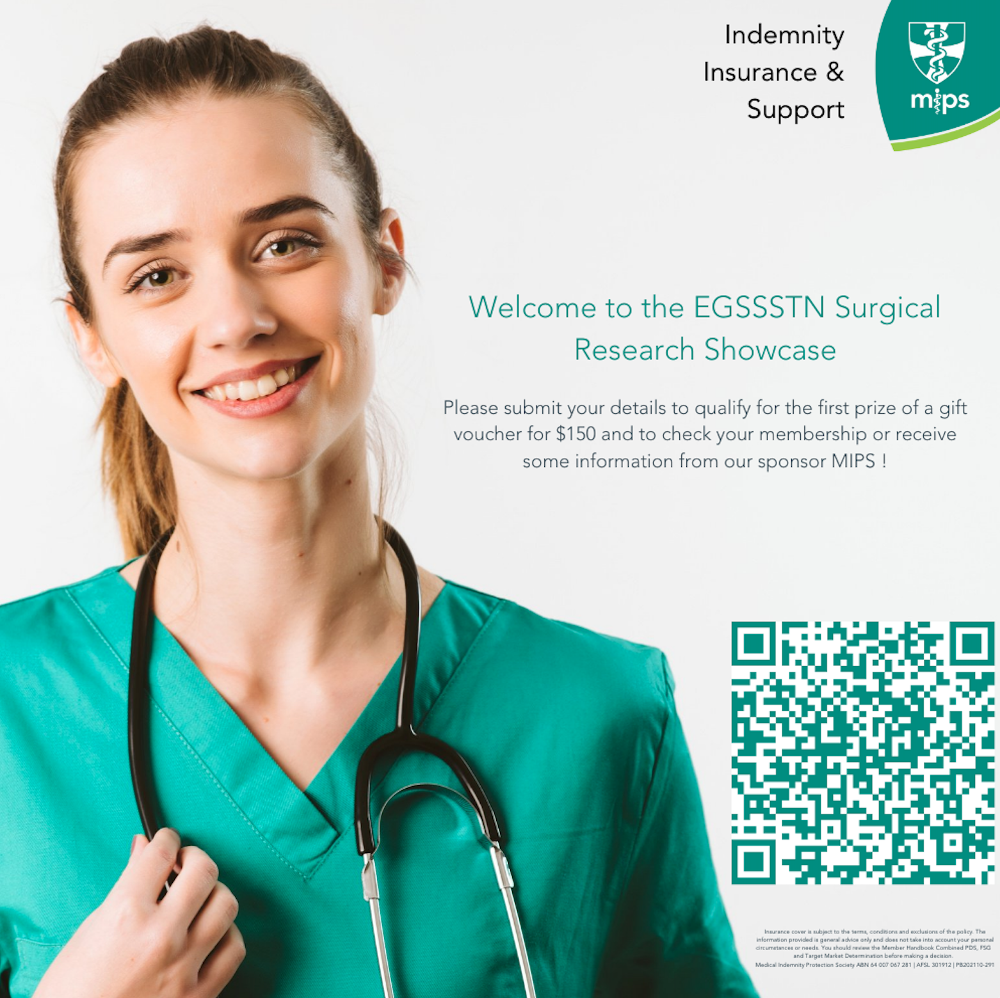 Indemnity
Insurance &
Support
mips
Welcome to the EGSSSTN Surgical
Research Showcase
Please submit your details to qualify for the first prize of a gift
voucher for $150 and to check your membership or receive
some information from our sponsor MIPS !
Insurance cover is subject to the terms, conditions and exclusions of the policy. The
information provided is general advice only and does not take into account your personal
circumstances or needs. You should review the Member Handbook Combined PDS, FSG
and Target Market Determination before making a decision.
Medical Indemnity Protection Society ABN 64 007 067 281 | AFSL 301912 | PB202110-291